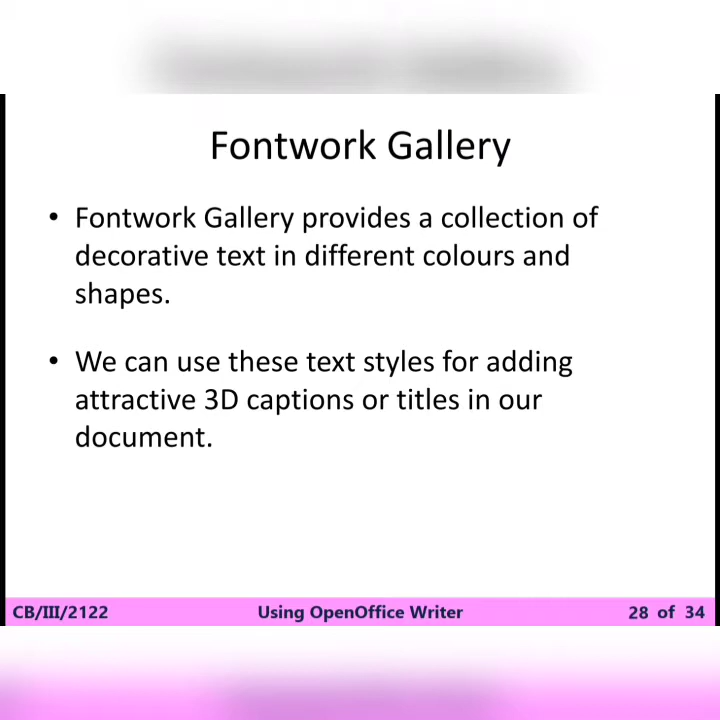 Fontwork Gallery
• Fontwork Gallery provides a collection of
decorative text in different colours and
shapes.
• We can use these text styles for adding
attractive 3D captions or titles in our
document.
CB/III/2122 Using OpenOffice Writer 28 of 34